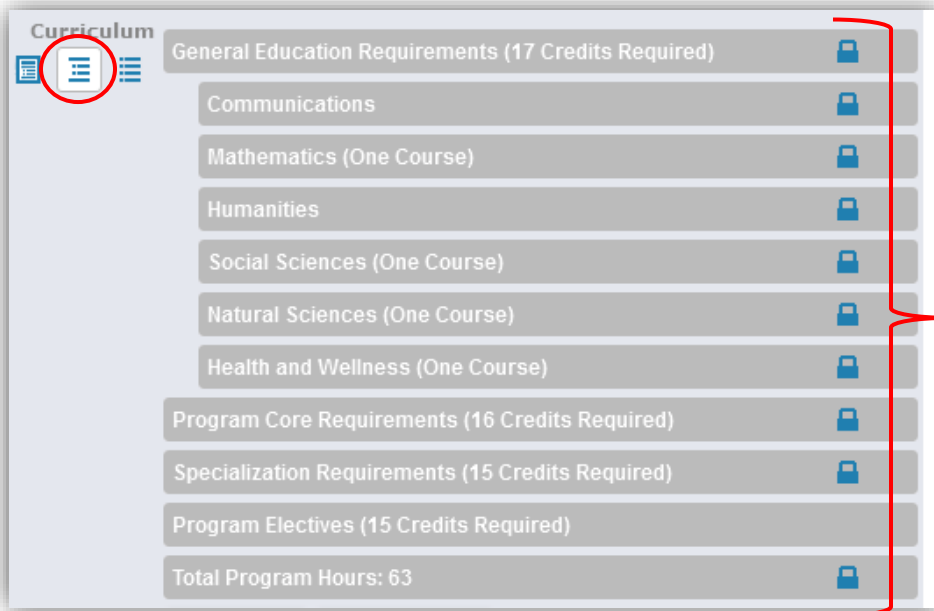 Curriculum
General Education Requirements (17 Credits Required)
Communications
Mathematics (One Course)
Humanities
Social Sciences (One Course)
Natural Sciences (One Course)
Health and Wellness (One Course)
Program Core Requirements (16 Credits Required)
Specialization Requirements (15 Credits Required)
Program Electives (15 Credits Required)
Total Program Hours: 63